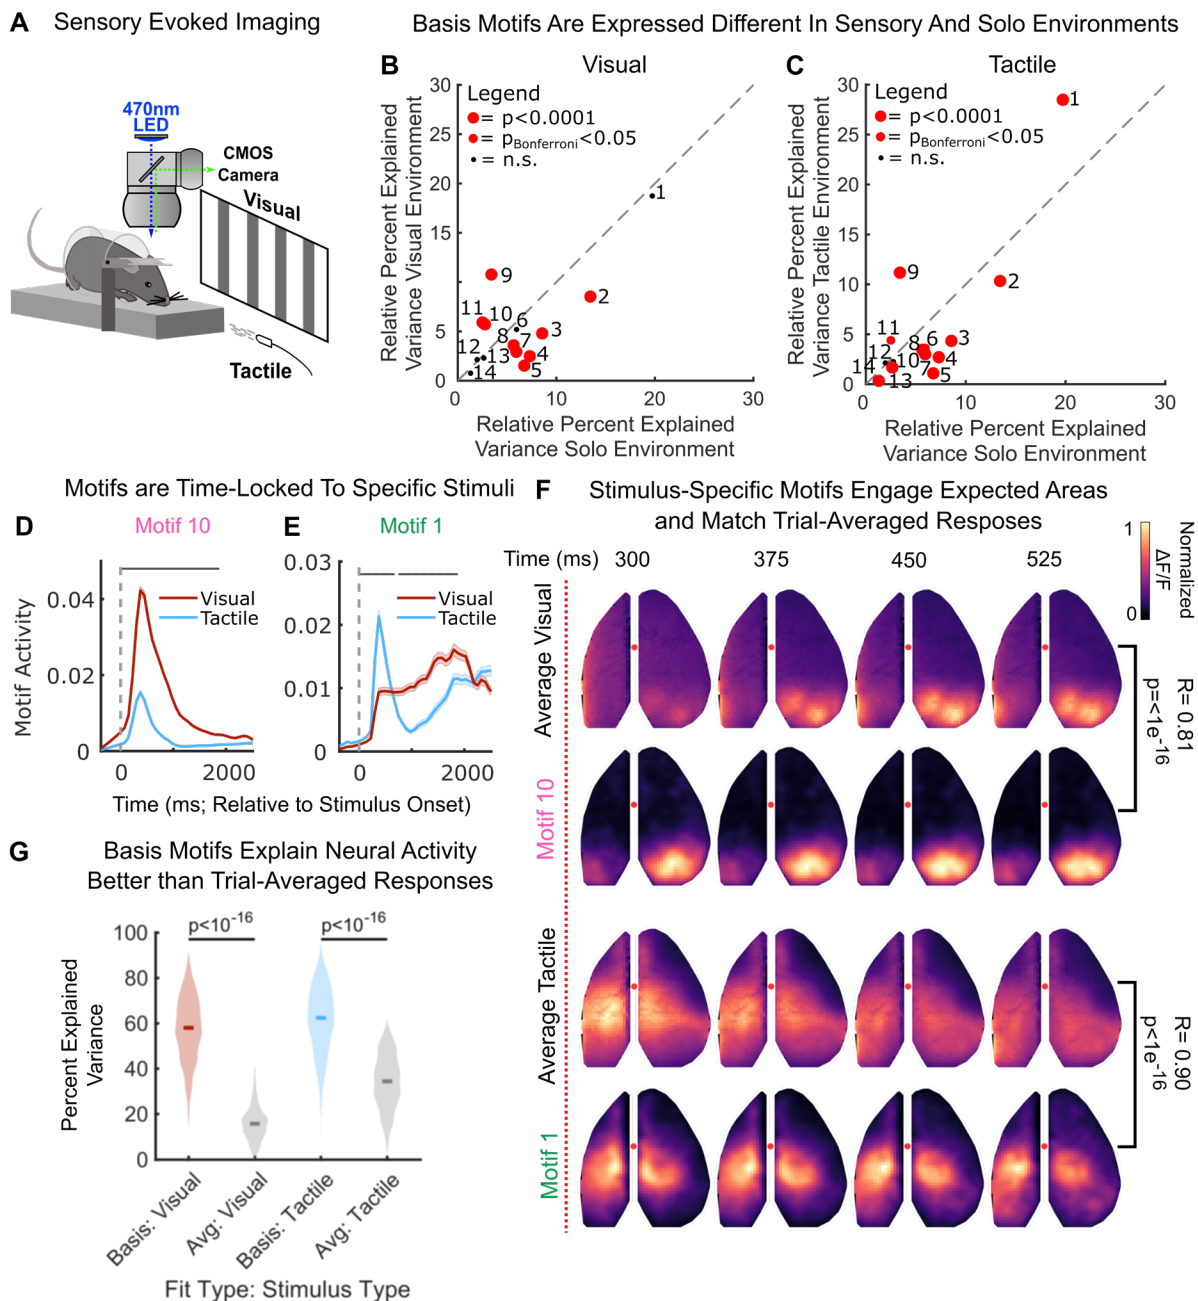 A Sensory Evoked Imaging
Basis Motifs Are Expressed Different In Sensory And Solo Environments
470nm
LED
CMOS
Camera
Visual
Tactile
B Visual
Legend
= p<0.0001
= pBonferroni<0.05
= n.s.
Relative Percent Explained
Variance Visual Environment
30
25
20
15
5
0
1
9
2
11
10
6
3
8
7
12
13
4
14
5
0 10 20 30
Relative Percent Explained
Variance Solo Environment
C Tactile
Legend
= p<0.0001
= pBonferroni<0.05
= n.s.
Relative Percent Explained
Variance Tactile Environment
30
25
20
15
10
5
0
1
9
2
11
8
6
3
12
14
10
7
4
13
5
0 10 20 30
Relative Percent Explained
Variance Solo Environment
Motifs are Time-Locked To Specific Stimuli
D Motif 10
Motif Activity
0.04
0.02
0
Visual
Tactile
0 2000
E Motif 1
0.03
0.02
0.01
0
Visual
Tactile
0 2000
Time (ms; Relative to Stimulus Onset)
F Stimulus-Specific Motifs Engage Expected Areas
and Match Trial-Averaged Resposes
Time (ms) 300 375 450 525
1
0
Normalized
ΔF/F
Average Visual
Motif 10
R= 0.81
p=<1e-16
Average Tactile
Motif 1
R= 0.90
p<1e-16
G Basis Motifs Explain Neural Activity
Better than Trial-Averaged Responses
p<10-16 p<10-16
Percent Explained
Variance
100
80
60
40
20
0
Basis: Visual
Avg: Visual
Basis: Tactile
Avg: Tactile
Fit Type: Stimulus Type